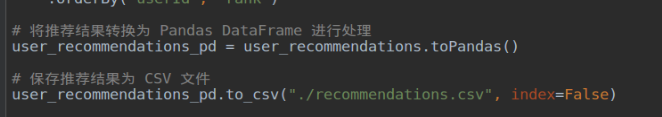 .orderBy("userId", "rank")
# 将推荐结果转换为 Pandas DataFrame 进行处理
user_recommendations_pd = user_recommendations.toPandas()
# 保存推荐结果为 CSV 文件
user_recommendations_pd.to_csv("./recommendations.csv", index=False)